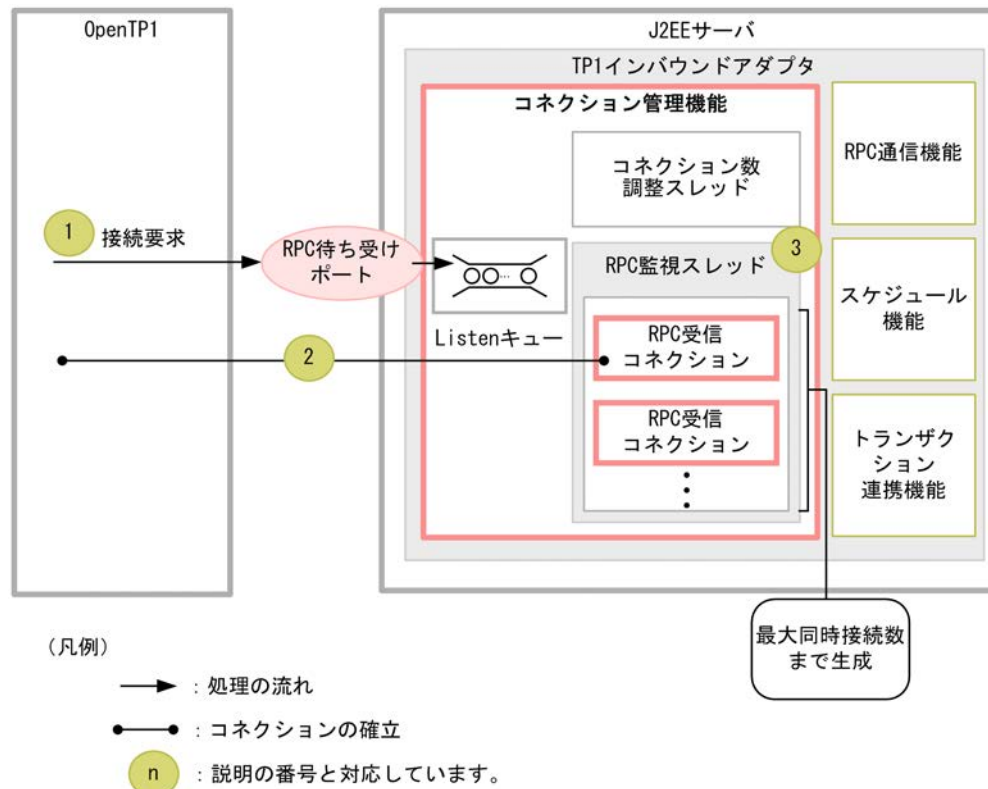 OpenTP1
J2EEサーバ
TP1インバウンドアダプタ
コネクション管理機能
コネクション数
調整スレッド
RPC通信機能
1
接続要求
RPC待ち受け
ポート
3
RPC監視スレッド
Listenキュー
スケジュール
機能
2
RPC受信
コネクション
RPC受信
コネクション
トランザク
ション
連携機能
最大同時接続数
まで生成
（凡例）
：処理の流れ
：コネクションの確立
n
：説明の番号と対応しています。